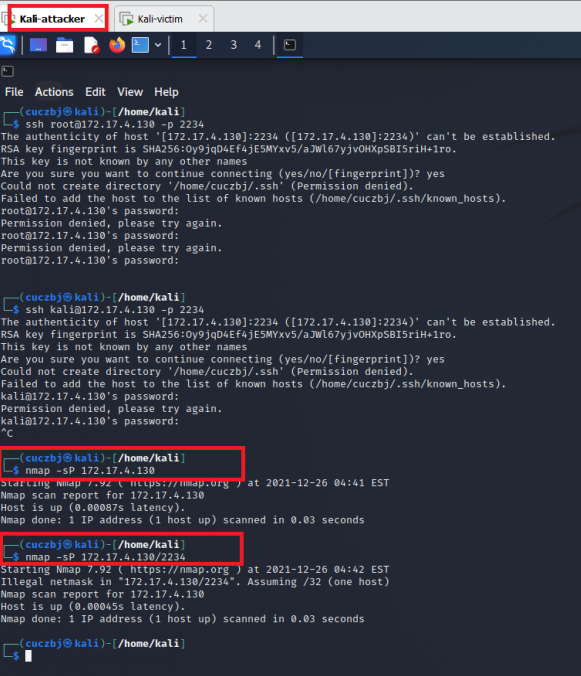 Kali-attacker × Kali-victim ×
1 2 3 4
File Actions Edit View Help
┌──(cuczbj㉿kali)-[/home/kali]
└─$ ssh root@172.17.4.130 -p 2234
The authenticity of host '[172.17.4.130]:2234 ([172.17.4.130]:2234)' can't be established.
RSA key fingerprint is SHA256:Oy9jqD4Ef4jE5MYxv5/aJWl67yjvOHXpSBI5riH+1ro.
This key is not known by any other names
Are you sure you want to continue connecting (yes/no/[fingerprint])? yes
Could not create directory '/home/cuczbj/.ssh' (Permission denied).
Failed to add the host to the list of known hosts (/home/cuczbj/.ssh/known_hosts).
root@172.17.4.130's password:
Permission denied, please try again.
root@172.17.4.130's password:
Permission denied, please try again.
root@172.17.4.130's password:
┌──(cuczbj㉿kali)-[/home/kali]
└─$ ssh kali@172.17.4.130 -p 2234
The authenticity of host '[172.17.4.130]:2234 ([172.17.4.130]:2234)' can't be established.
RSA key fingerprint is SHA256:Oy9jqD4Ef4jE5MYxv5/aJWl67yjvOHXpSBI5riH+1ro.
This key is not known by any other names
Are you sure you want to continue connecting (yes/no/[fingerprint])? yes
Could not create directory '/home/cuczbj/.ssh' (Permission denied).
Failed to add the host to the list of known hosts (/home/cuczbj/.ssh/known_hosts).
kali@172.17.4.130's password:
Permission denied, please try again.
kali@172.17.4.130's password:
^C
┌──(cuczbj㉿kali)-[/home/kali]
└─$ nmap -sP 172.17.4.130
Starting Nmap 7.92 ( https://nmap.org ) at 2021-12-26 04:41 EST
Nmap scan report for 172.17.4.130
Host is up (0.00087s latency).
Nmap done: 1 IP address (1 host up) scanned in 0.03 seconds
┌──(cuczbj㉿kali)-[/home/kali]
└─$ nmap -sP 172.17.4.130/2234
Starting Nmap 7.92 ( https://nmap.org ) at 2021-12-26 04:42 EST
Illegal netmask in "172.17.4.130/2234". Assuming /32 (one host)
Nmap scan report for 172.17.4.130
Host is up (0.00045s latency).
Nmap done: 1 IP address (1 host up) scanned in 0.03 seconds
┌──(cuczbj㉿kali)-[/home/kali]
└─$